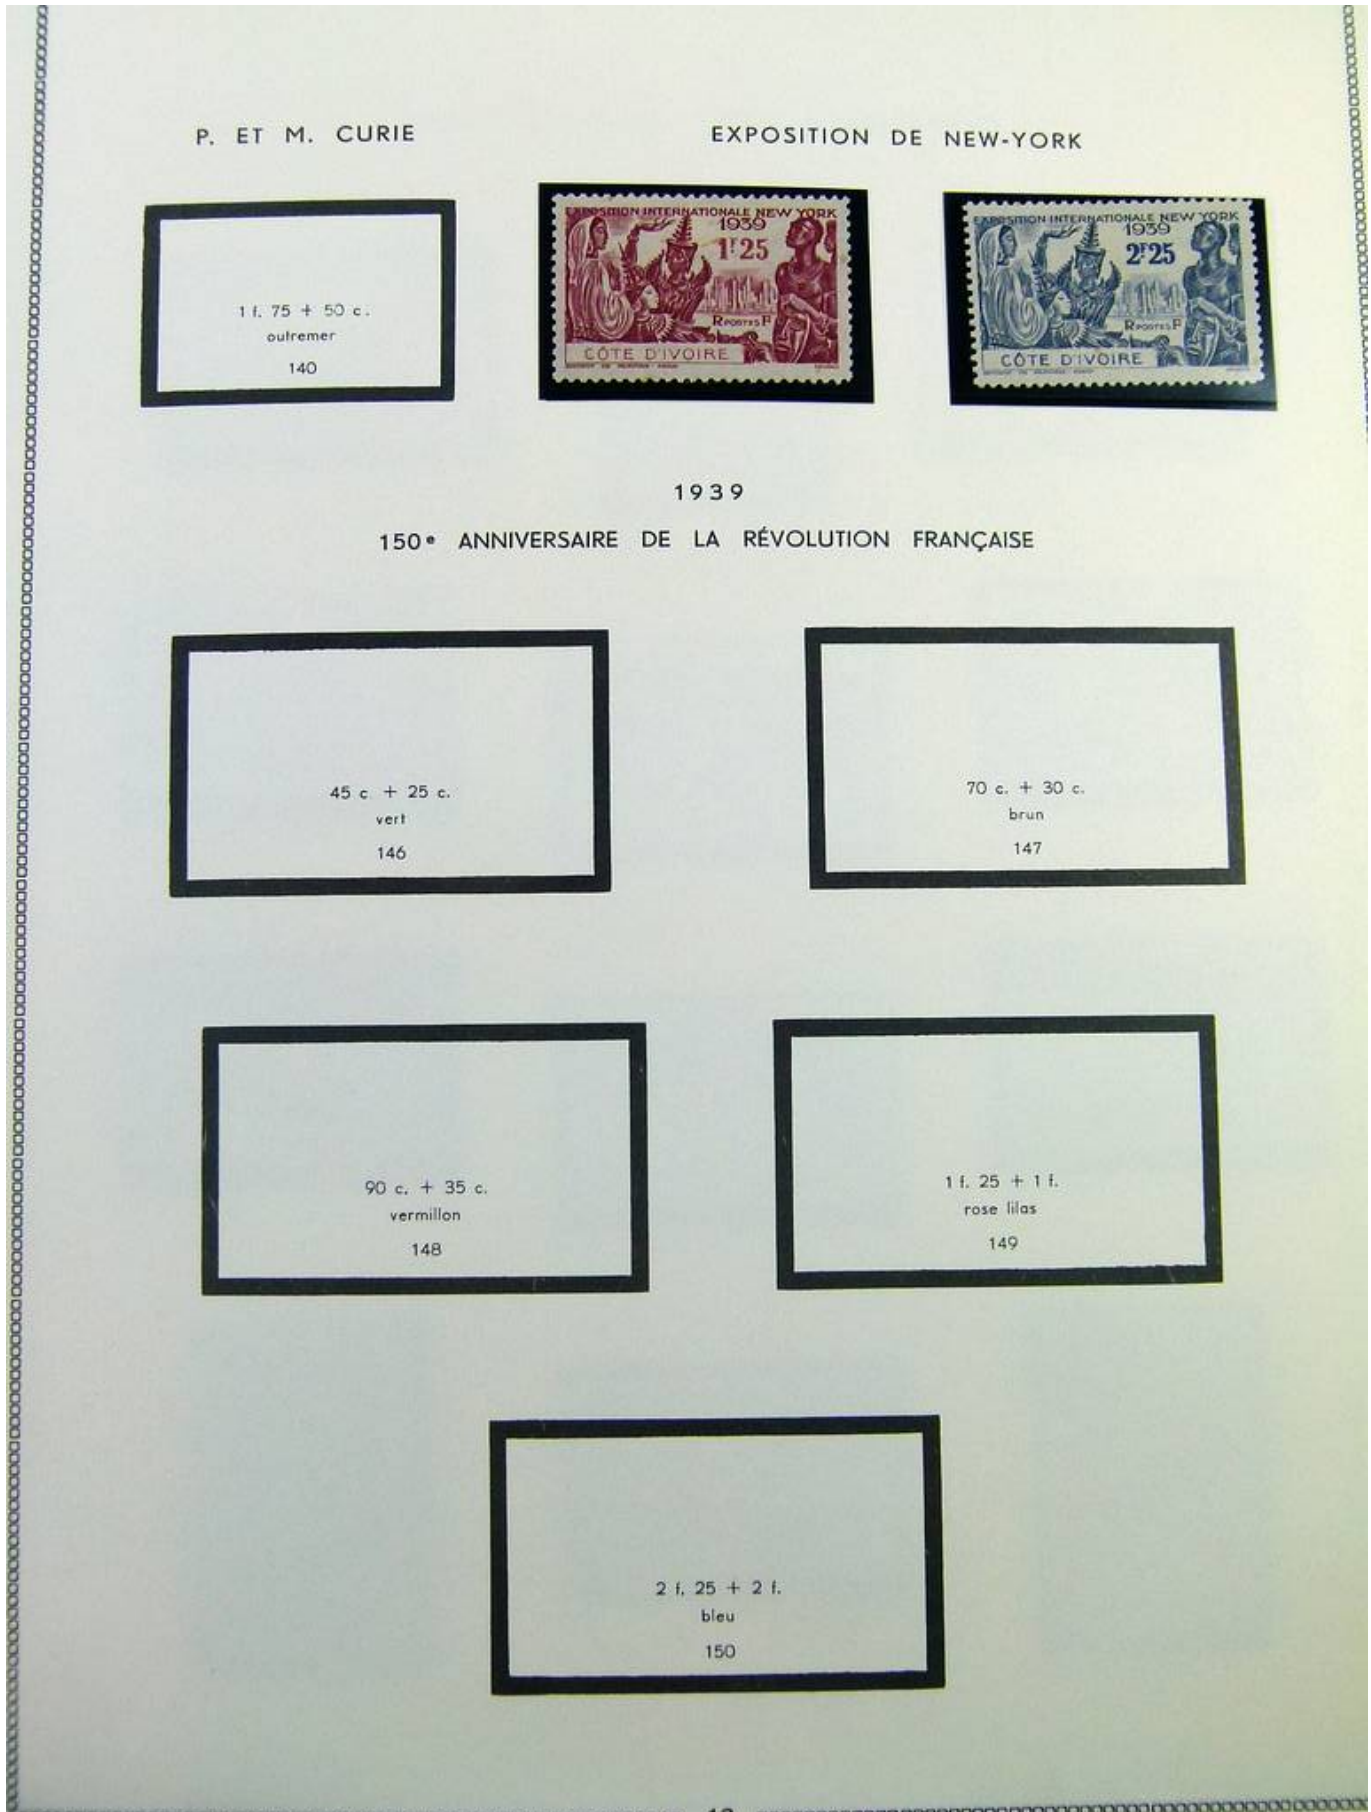 P. ET M. CURIE
EXPOSITION DE NEW-YORK
1 f. 75 + 50 c.
outremer
140
EXPOSITION INTERNATIONALE NEW YORK
1939
1F25
R POSTES F
CÔTE D'IVOIRE
EXPOSITION INTERNATIONALE NEW YORK
1939
2F25
R POSTES F
CÔTE D'IVOIRE
1939
150e ANNIVERSAIRE DE LA RÉVOLUTION FRANÇAISE
45 c. + 25 c.
vert
146
70 c. + 30 c.
brun
147
90 c. + 35 c.
vermillon
148
1 f. 25 + 1 f.
rose lilas
149
2 f. 25 + 2 f.
bleu
150